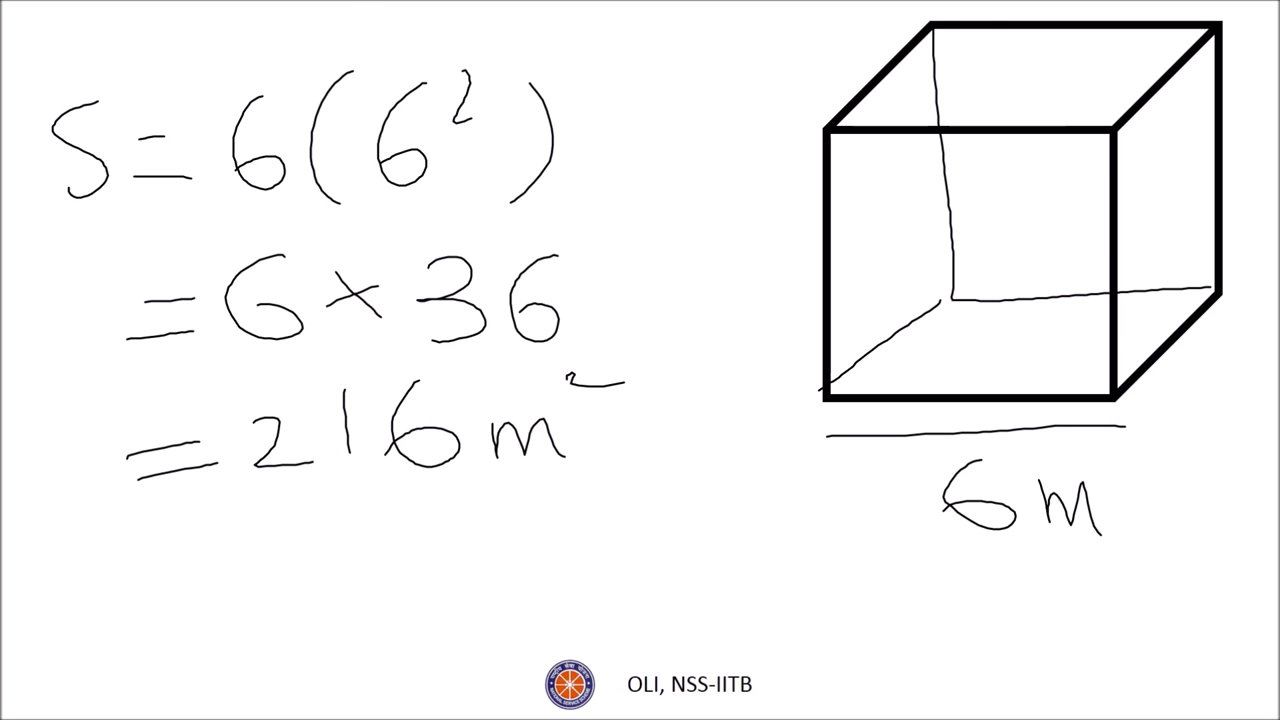 S = 6(6²)
= 6 × 36
= 216 m²
6 m
OLI, NSS-IITB